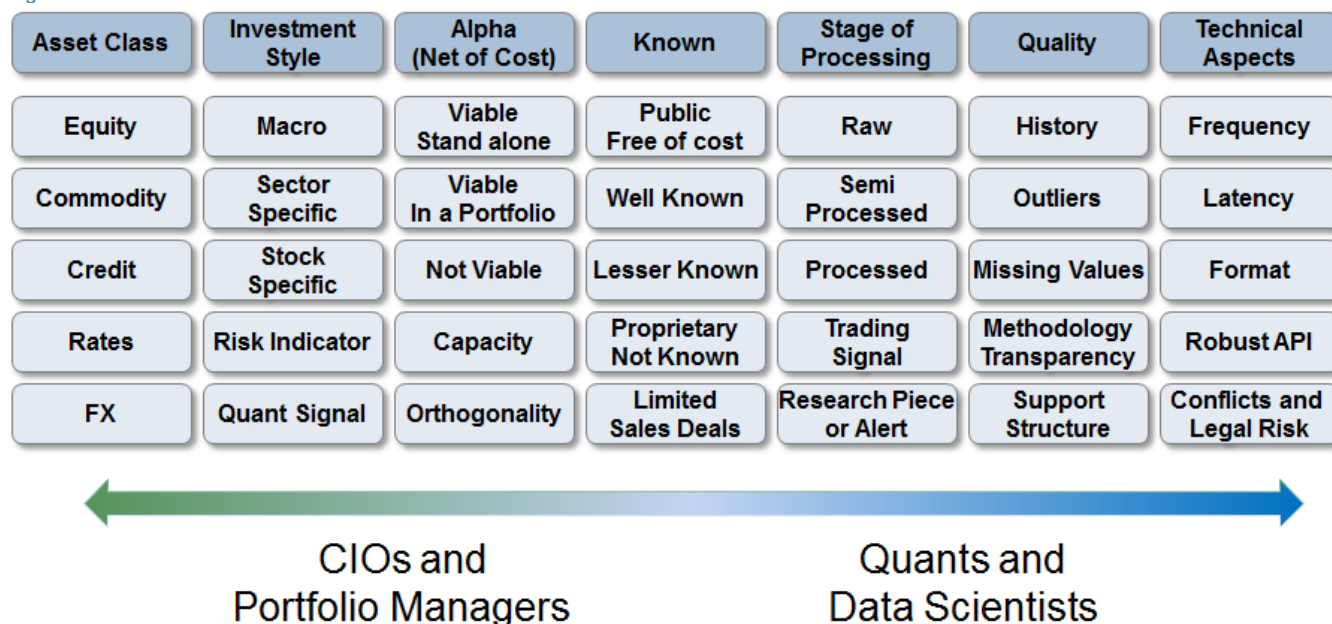 Asset Class
Investment
Style
Alpha
(Net of Cost)
Known
Stage of
Processing
Quality
Technical
Aspects
Equity
Macro
Viable
Stand alone
Public
Free of cost
Raw
History
Frequency
Commodity
Sector
Specific
Viable
In a Portfolio
Well Known
Semi
Processed
Outliers
Latency
Credit
Stock
Specific
Not Viable
Lesser Known
Processed
Missing Values
Format
Rates
Risk Indicator
Capacity
Proprietary
Not Known
Trading
Signal
Methodology
Transparency
Robust API
FX
Quant Signal
Orthogonality
Limited
Sales Deals
Research Piece
or Alert
Support
Structure
Conflicts and
Legal Risk
CIOs and
Portfolio Managers
Quants and
Data Scientists